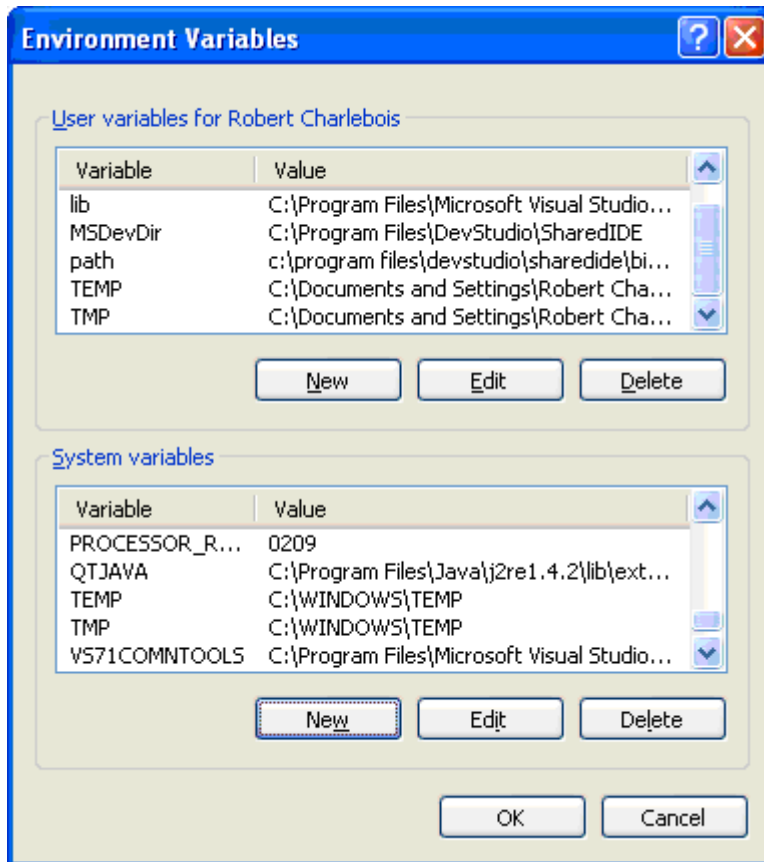 Environment Variables
User variables for Robert Charlebois
Variable Value
lib C:\Program Files\Microsoft Visual Studio...
MSDevDir C:\Program Files\DevStudio\SharedIDE
path c:\program files\devstudio\sharedide\bi...
TEMP C:\Documents and Settings\Robert Cha...
TMP C:\Documents and Settings\Robert Cha...
New Edit Delete
System variables
Variable Value
PROCESSOR_R... 0209
QTJAVA C:\Program Files\Java\j2re1.4.2\lib\ext...
TEMP C:\WINDOWS\TEMP
TMP C:\WINDOWS\TEMP
VS71COMNTOOLS C:\Program Files\Microsoft Visual Studio...
New Edit Delete
OK Cancel